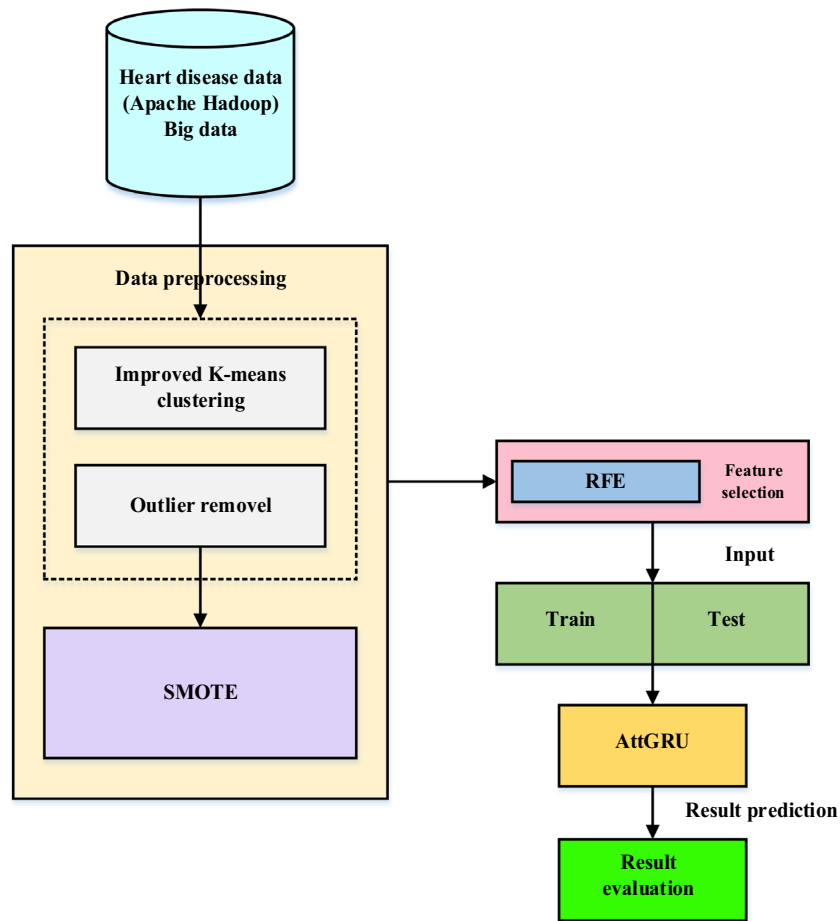 Heart disease data
(Apache Hadoop)
Big data
Data preprocessing
Improved K-means
clustering
Outlier removel
SMOTE
RFE
Feature
selection
Input
Train
Test
AttGRU
Result prediction
Result
evaluation